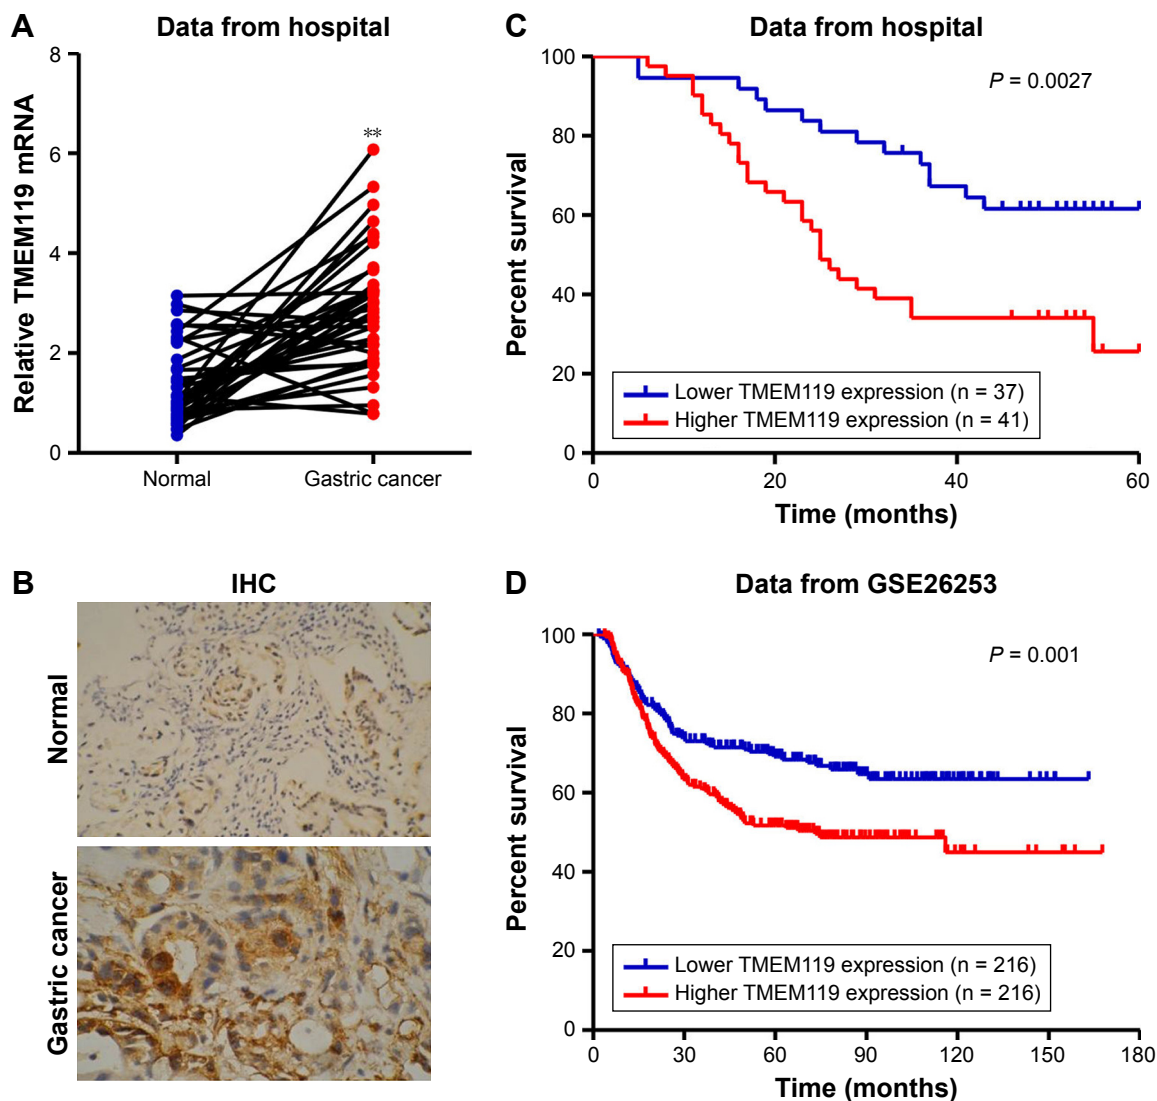 A
Data from hospital
Relative TMEM119 mRNA
8
6
4
2
0
**
Normal
Gastric cancer
C
Data from hospital
Percent survival
100
80
60
40
20
0
P = 0.0027
Lower TMEM119 expression (n = 37)
Higher TMEM119 expression (n = 41)
0
20
40
60
Time (months)
B
IHC
Normal
Gastric cancer
D
Data from GSE26253
Percent survival
100
80
60
40
20
0
P = 0.001
Lower TMEM119 expression (n = 216)
Higher TMEM119 expression (n = 216)
0
30
60
90
120
150
180
Time (months)